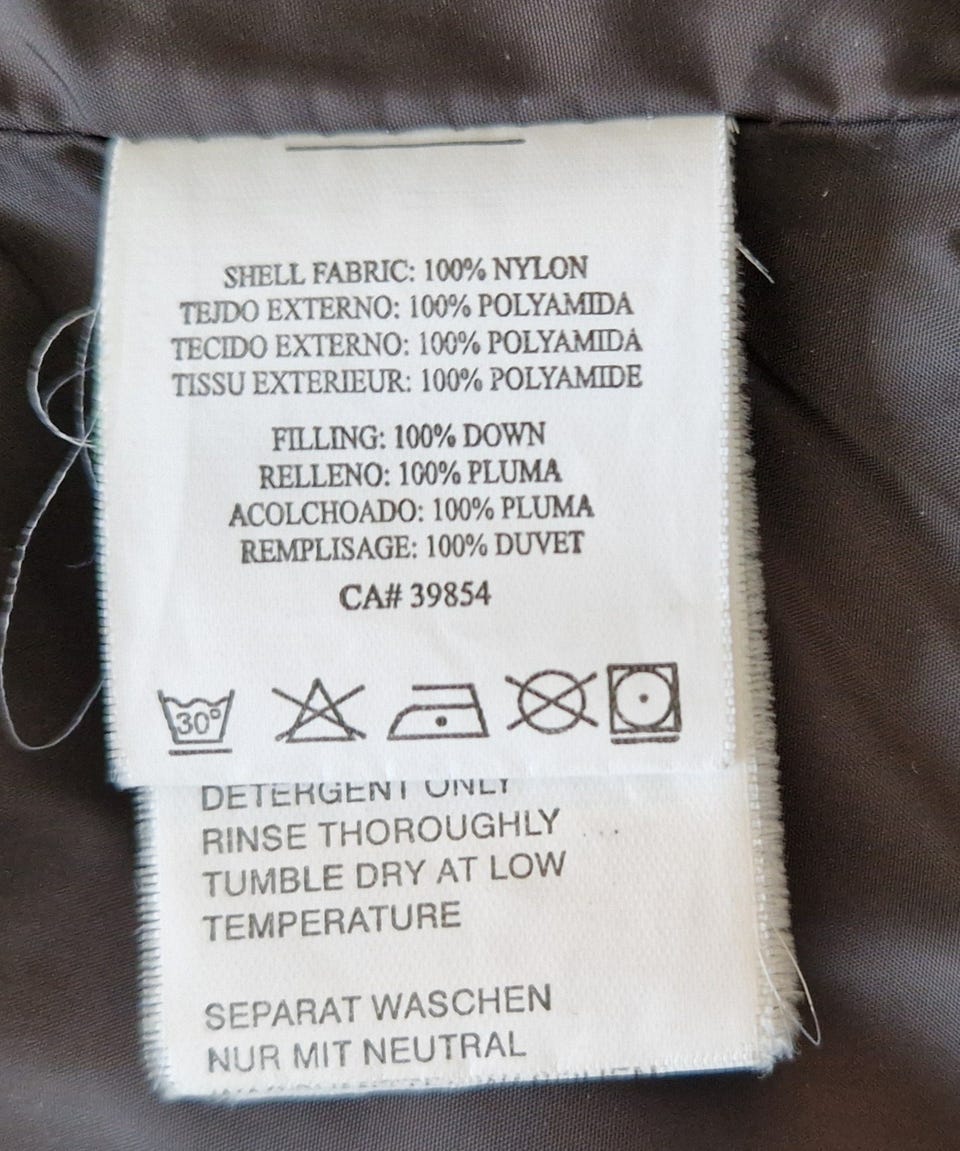 SHELL FABRIC: 100% NYLON
TEJDO EXTERNO: 100% POLYAMIDA
TECIDO EXTERNO: 100% POLYAMIDA
TISSU EXTERIEUR: 100% POLYAMIDE
FILLING: 100% DOWN
RELLENO: 100% PLUMA
ACOLCHOADO: 100% PLUMA
REMPLISAGE: 100% DUVET
CA# 39854
30°
DETERGENT ONLY
RINSE THOROUGHLY
TUMBLE DRY AT LOW
TEMPERATURE
SEPARAT WASCHEN
NUR MIT NEUTRAL